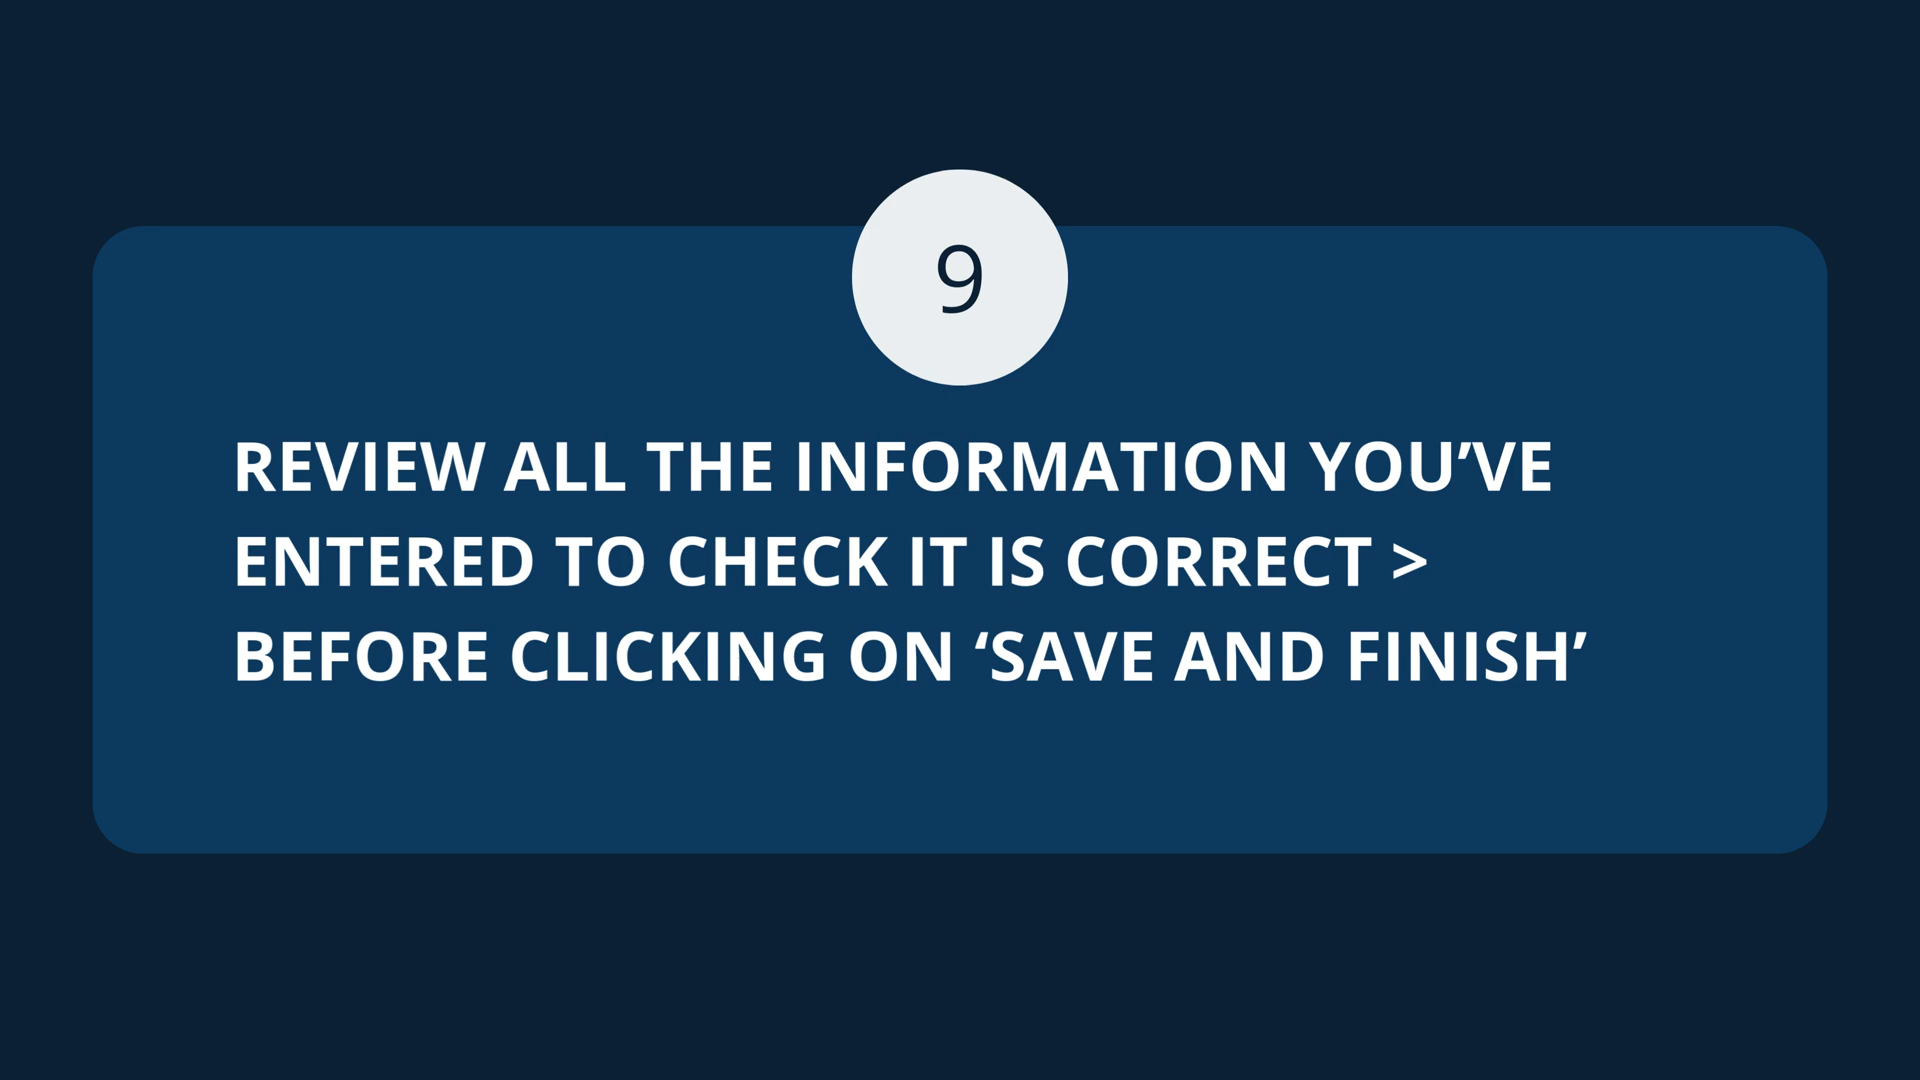 9
REVIEW ALL THE INFORMATION YOU’VE
ENTERED TO CHECK IT IS CORRECT >
BEFORE CLICKING ON ‘SAVE AND FINISH’